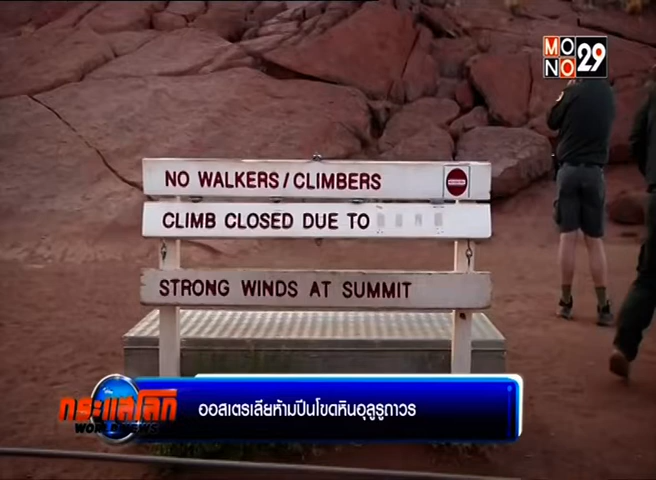 MONO29
NO WALKERS/CLIMBERS
CLIMB CLOSED DUE TO
STRONG WINDS AT SUMMIT
กระแสโลก
WORLD NEWS
ออสเตรเลียห้ามปีนโขดหินอุลูรูถาวร